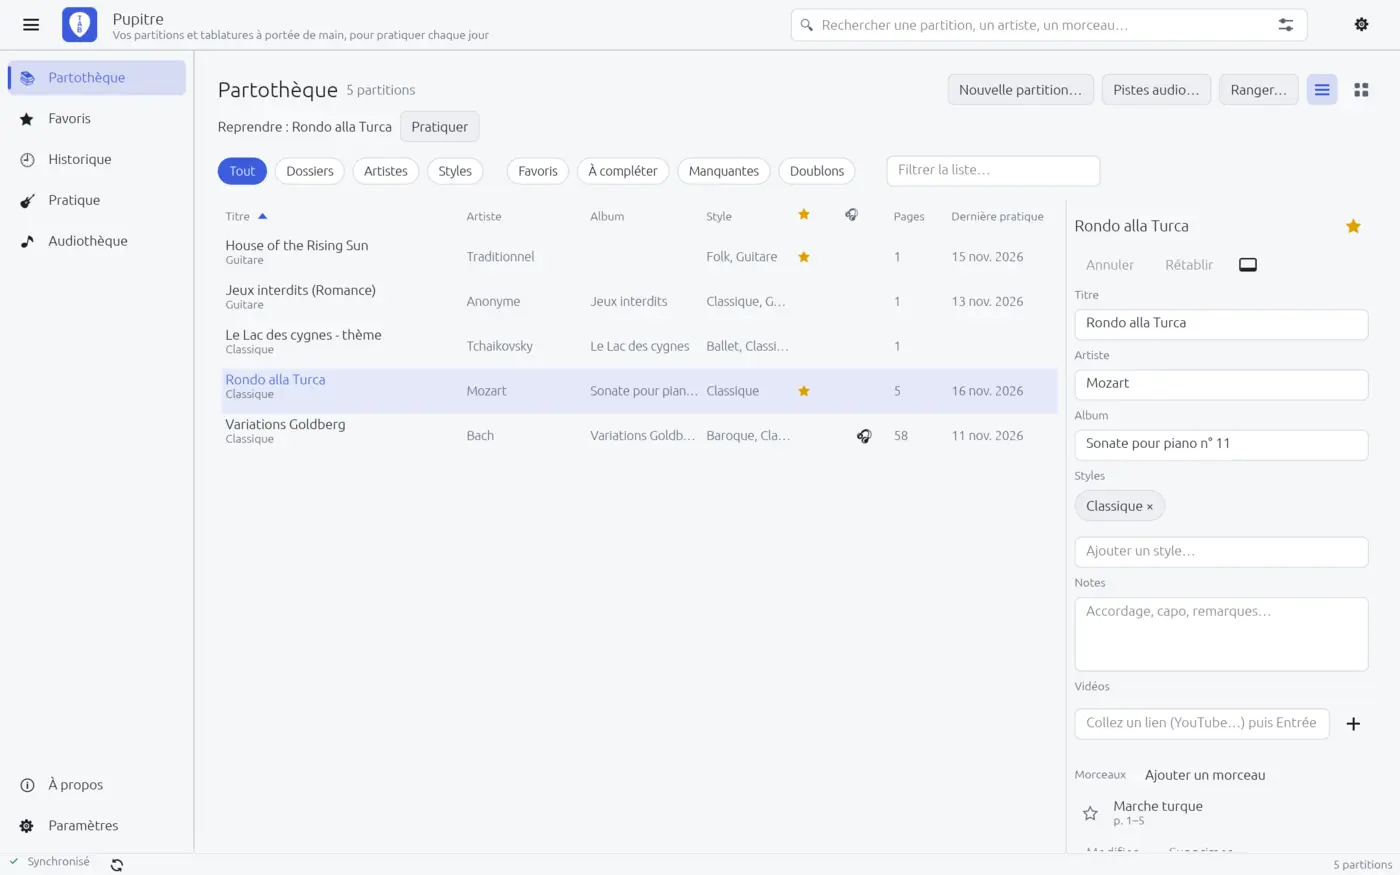 Pupitre
Vos partitions et tablatures à portée de main, pour pratiquer chaque jour
Rechercher une partition, un artiste, un morceau…
TAB
Partothèque
Favoris
Historique
Pratique
Audiothèque
À propos
Paramètres
Partothèque 5 partitions
Nouvelle partition… Pistes audio… Ranger…
Reprendre : Rondo alla Turca Pratiquer
Tout Dossiers Artistes Styles Favoris À compléter Manquantes Doublons Filtrer la liste…
Titre Artiste Album Style Pages Dernière pratique
House of the Rising Sun
Guitare Traditionnel Folk, Guitare 1 15 nov. 2026
Jeux interdits (Romance)
Guitare Anonyme Jeux interdits Classique, G… 1 13 nov. 2026
Le Lac des cygnes - thème
Classique Tchaikovsky Le Lac des cygnes Ballet, Classi… 1
Rondo alla Turca
Classique Mozart Sonate pour pian… Classique 5 16 nov. 2026
Variations Goldberg
Classique Bach Variations Goldb… Baroque, Cla… 58 11 nov. 2026
Rondo alla Turca
Annuler Rétablir
Titre
Rondo alla Turca
Artiste
Mozart
Album
Sonate pour piano n° 11
Styles
Classique ×
Ajouter un style…
Notes
Accordage, capo, remarques…
Vidéos
Collez un lien (YouTube…) puis Entrée
Morceaux Ajouter un morceau
Marche turque
p. 1–5
Synchronisé
5 partitions